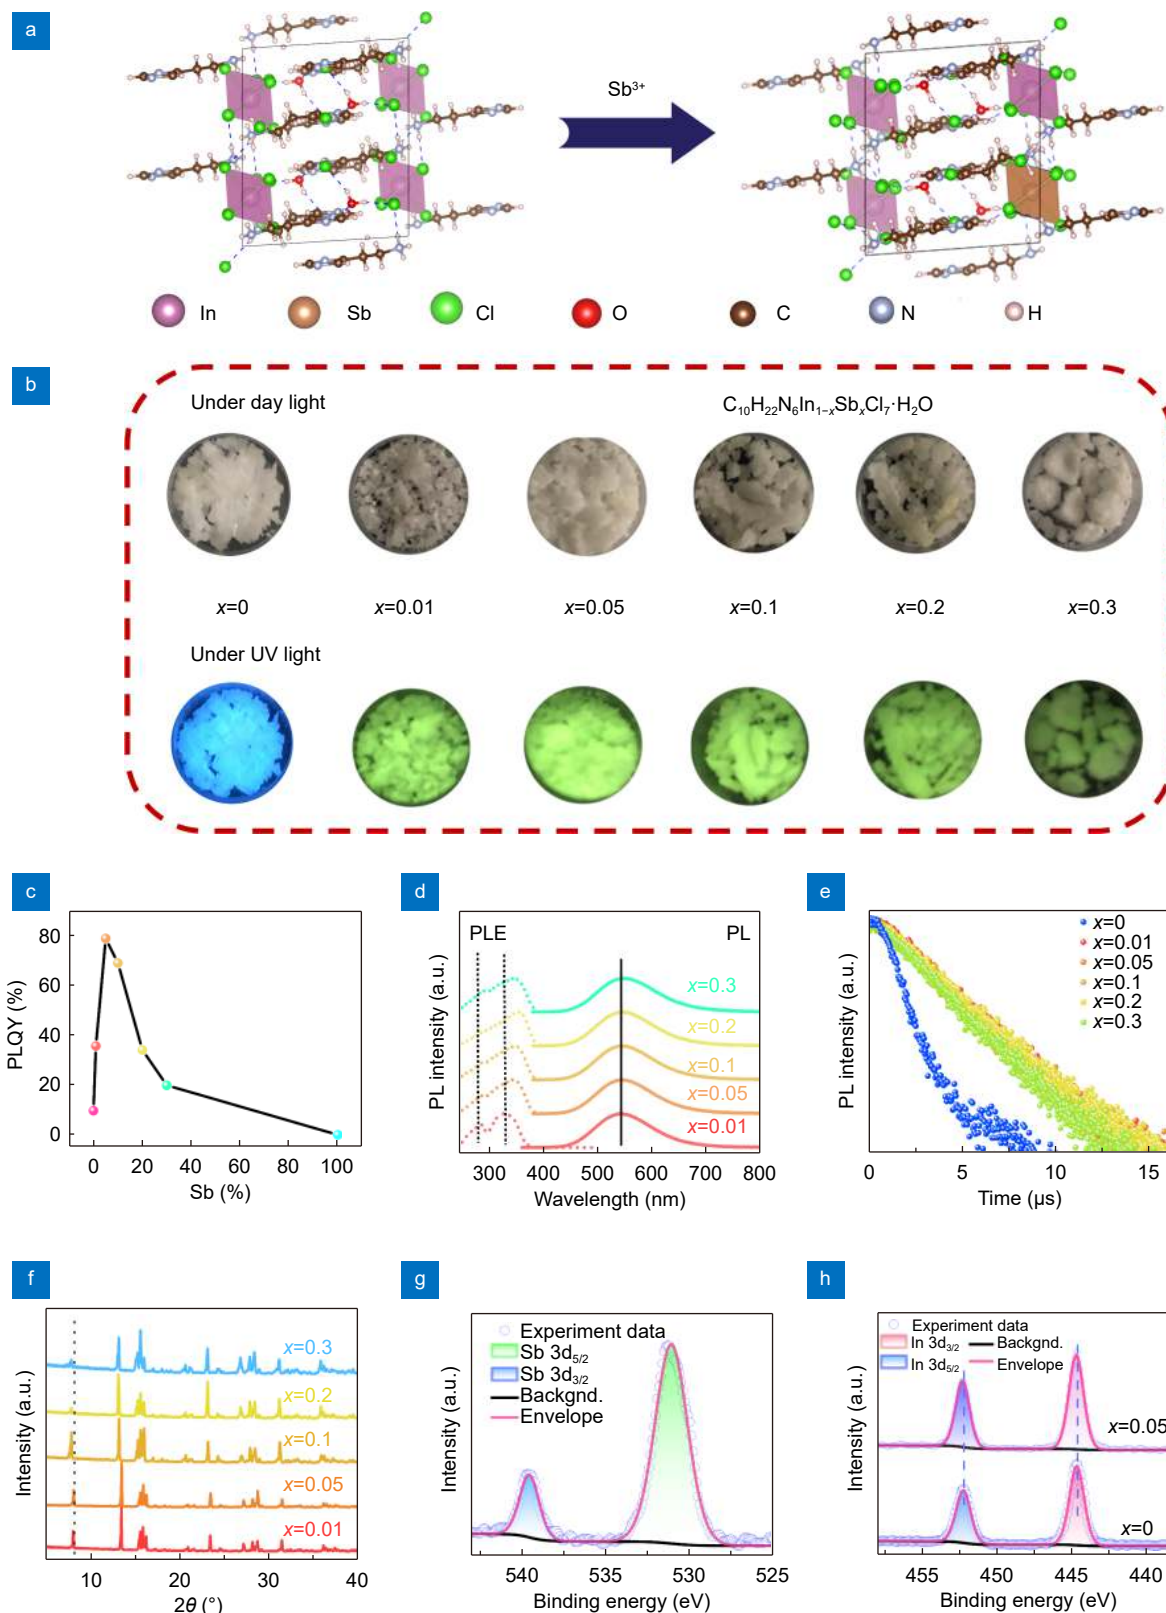 a
Sb³⁺
In Sb Cl O C N H
b
Under day light
C₁₀H₂₂N₆In₁₋ₓSbₓCl₇·H₂O
x=0 x=0.01 x=0.05 x=0.1 x=0.2 x=0.3
Under UV light
c
PLQY (%)
80
60
40
20
0
0 20 40 60 80 100
Sb (%)
d
PL intensity (a.u.)
PLE PL
x=0.3
x=0.2
x=0.1
x=0.05
x=0.01
300 400 500 600 700 800
Wavelength (nm)
e
PL intensity (a.u.)
x=0
x=0.01
x=0.05
x=0.1
x=0.2
x=0.3
0 5 10 15
Time (μs)
f
Intensity (a.u.)
x=0.3
x=0.2
x=0.1
x=0.05
x=0.01
10 20 30 40
2θ (°)
g
Intensity (a.u.)
Experiment data
Sb 3d₅/₂
Sb 3d₃/₂
Backgnd.
Envelope
540 535 530 525
Binding energy (eV)
h
Intensity (a.u.)
Experiment data
In 3d₃/₂ Backgnd.
In 3d₅/₂ Envelope
x=0.05
x=0
455 450 445 440
Binding energy (eV)